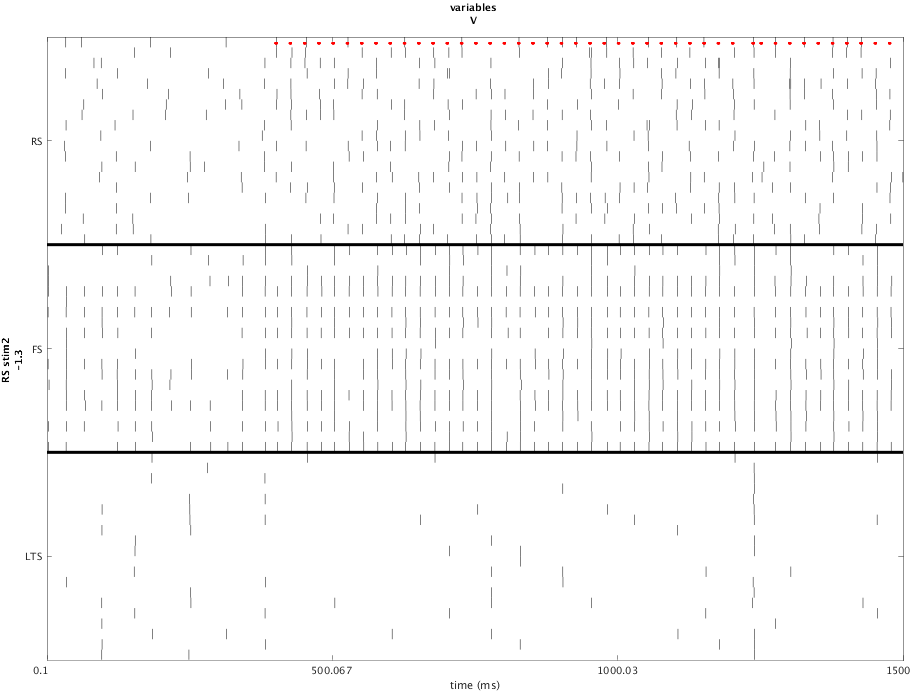 variables
V
RS
FS
LTS
RS stim2
-1.3
0.1
500.067
1000.03
1500
time (ms)